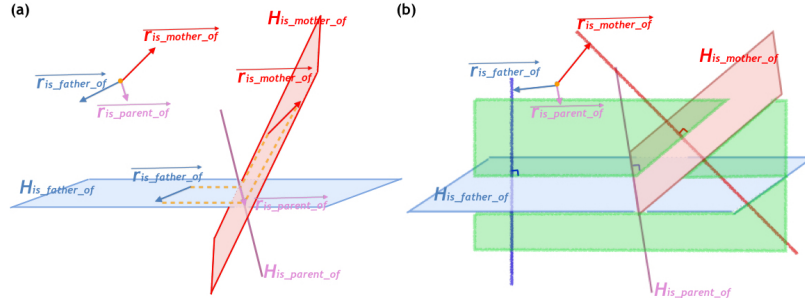 (a)
H_is_mother_of
r_is_mother_of
r_is_mother_of
r_is_father_of
r_is_parent_of
r_is_father_of
H_is_father_of
r_is_parent_of
H_is_parent_of
(b)
r_is_mother_of
H_is_mother_of
r_is_father_of
r_is_parent_of
H_is_father_of
H_is_parent_of